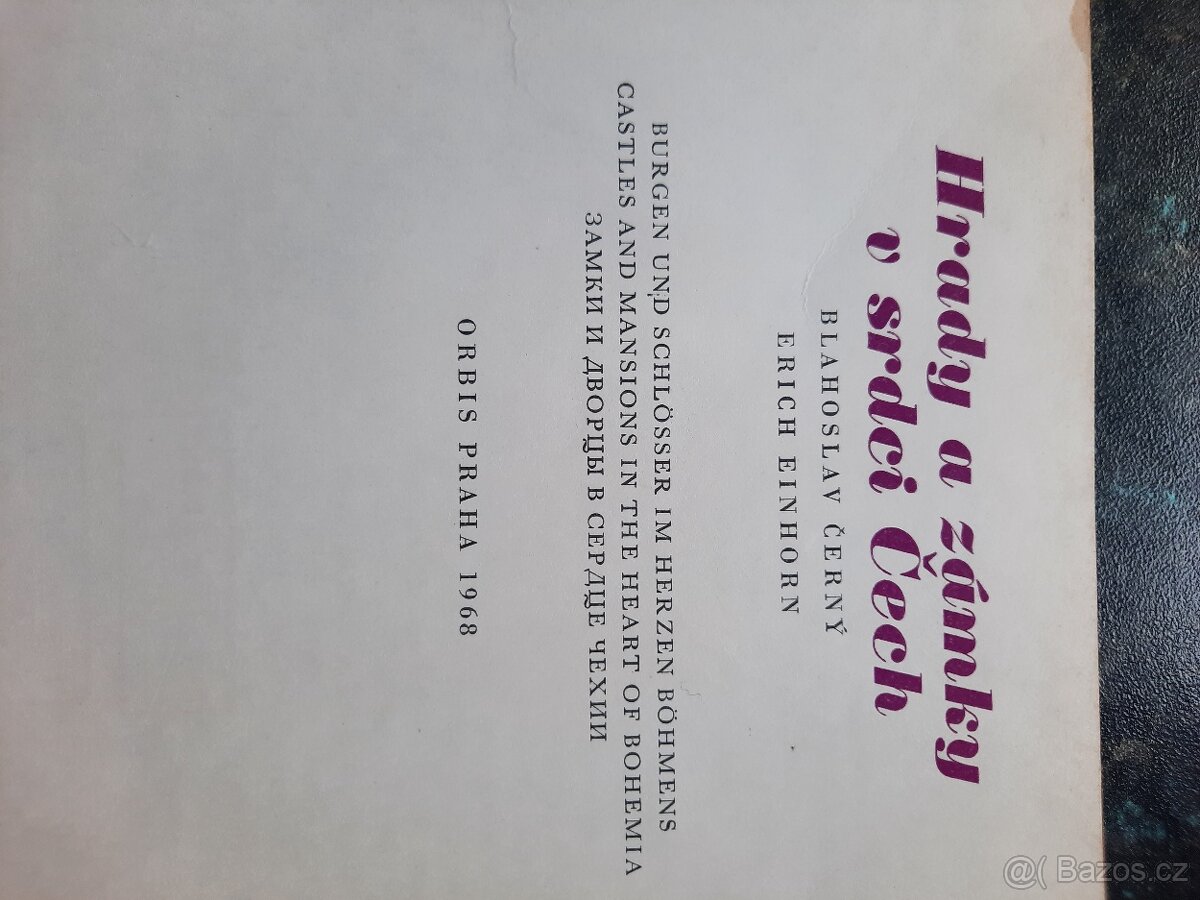 Hrady a zámky
v srdci Čech
BLAHOSLAV ČERNÝ
ERICH EINHORN
BURGEN UND SCHLÖSSER IM HERZEN BÖHMENS
CASTLES AND MANSIONS IN THE HEART OF BOHEMIA
ЗАМКИ И ДВОРЦЫ В СЕРДЦЕ ЧЕХИИ
ORBIS PRAHA 1968
@( Bazos.cz